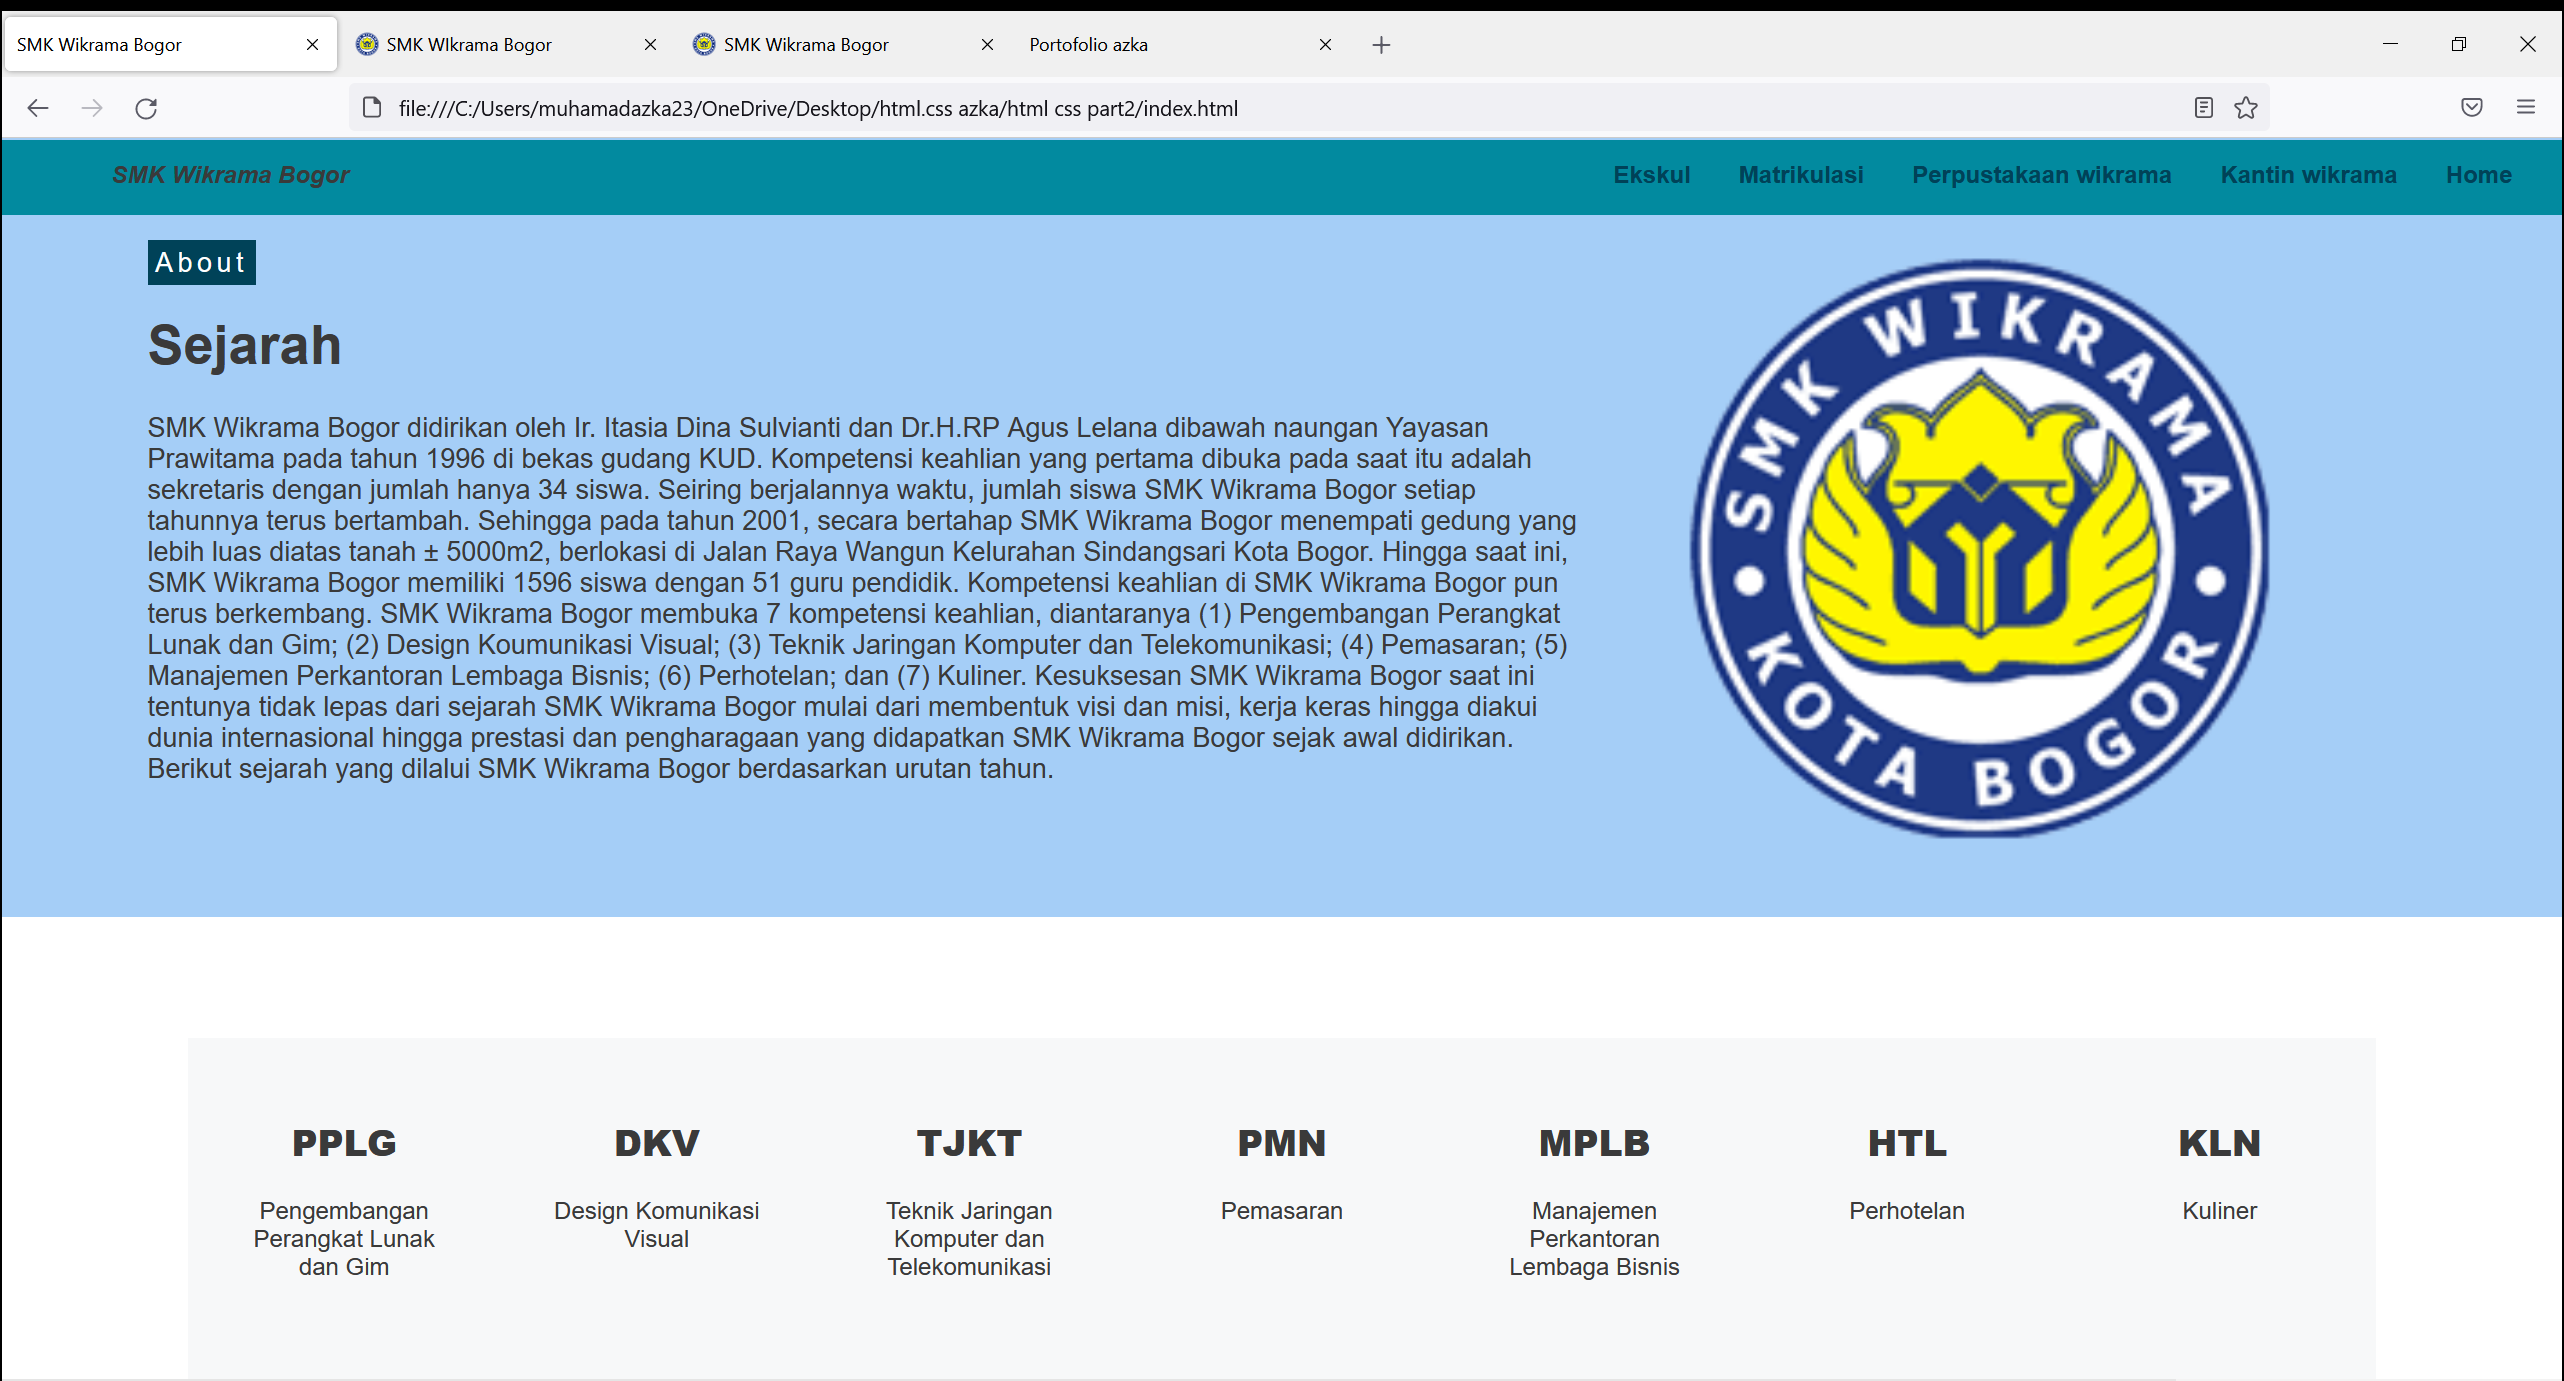 SMK Wikrama Bogor
SMK WIkrama Bogor
SMK Wikrama Bogor
Portofolio azka
file:///C:/Users/muhamadazka23/OneDrive/Desktop/html.css azka/html css part2/index.html
SMK Wikrama Bogor
Ekskul
Matrikulasi
Perpustakaan wikrama
Kantin wikrama
Home
About
Sejarah
SMK Wikrama Bogor didirikan oleh Ir. Itasia Dina Sulvianti dan Dr.H.RP Agus Lelana dibawah naungan Yayasan
Prawitama pada tahun 1996 di bekas gudang KUD. Kompetensi keahlian yang pertama dibuka pada saat itu adalah
sekretaris dengan jumlah hanya 34 siswa. Seiring berjalannya waktu, jumlah siswa SMK Wikrama Bogor setiap
tahunnya terus bertambah. Sehingga pada tahun 2001, secara bertahap SMK Wikrama Bogor menempati gedung yang
lebih luas diatas tanah ± 5000m2, berlokasi di Jalan Raya Wangun Kelurahan Sindangsari Kota Bogor. Hingga saat ini,
SMK Wikrama Bogor memiliki 1596 siswa dengan 51 guru pendidik. Kompetensi keahlian di SMK Wikrama Bogor pun
terus berkembang. SMK Wikrama Bogor membuka 7 kompetensi keahlian, diantaranya (1) Pengembangan Perangkat
Lunak dan Gim; (2) Design Koumunikasi Visual; (3) Teknik Jaringan Komputer dan Telekomunikasi; (4) Pemasaran; (5)
Manajemen Perkantoran Lembaga Bisnis; (6) Perhotelan; dan (7) Kuliner. Kesuksesan SMK Wikrama Bogor saat ini
tentunya tidak lepas dari sejarah SMK Wikrama Bogor mulai dari membentuk visi dan misi, kerja keras hingga diakui
dunia internasional hingga prestasi dan pengharagaan yang didapatkan SMK Wikrama Bogor sejak awal didirikan.
Berikut sejarah yang dilalui SMK Wikrama Bogor berdasarkan urutan tahun.
SMK WIKRAMA
KOTA BOGOR
PPLG
Pengembangan
Perangkat Lunak
dan Gim
DKV
Design Komunikasi
Visual
TJKT
Teknik Jaringan
Komputer dan
Telekomunikasi
PMN
Pemasaran
MPLB
Manajemen
Perkantoran
Lembaga Bisnis
HTL
Perhotelan
KLN
Kuliner